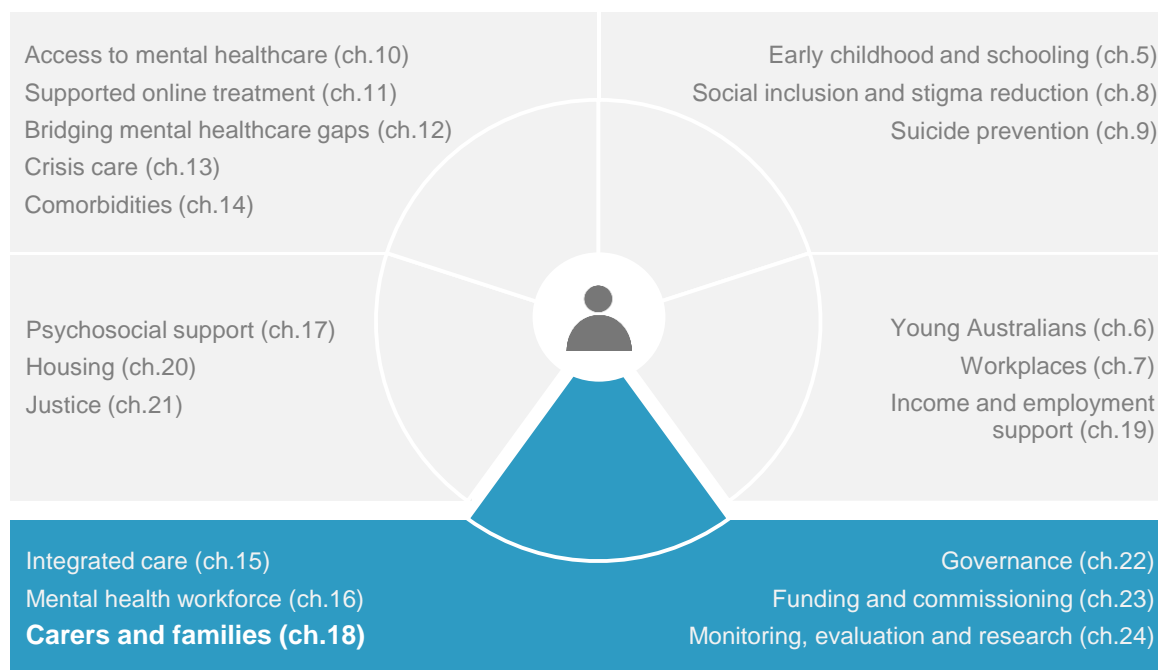 Access to mental healthcare (ch.10)
Supported online treatment (ch.11)
Bridging mental healthcare gaps (ch.12)
Crisis care (ch.13)
Comorbidities (ch.14)
Early childhood and schooling (ch.5)
Social inclusion and stigma reduction (ch.8)
Suicide prevention (ch.9)
Psychosocial support (ch.17)
Housing (ch.20)
Justice (ch.21)
Young Australians (ch.6)
Workplaces (ch.7)
Income and employment
support (ch.19)
Integrated care (ch.15)
Mental health workforce (ch.16)
Carers and families (ch.18)
Governance (ch.22)
Funding and commissioning (ch.23)
Monitoring, evaluation and research (ch.24)